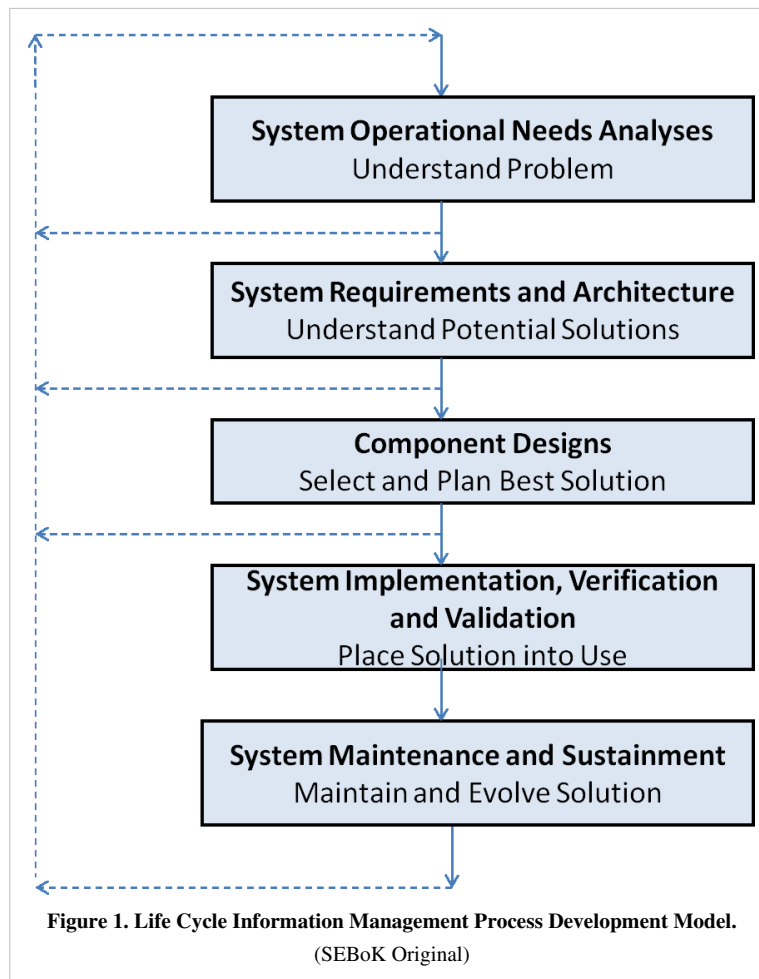 System Operational Needs Analyses
Understand Problem
System Requirements and Architecture
Understand Potential Solutions
Component Designs
Select and Plan Best Solution
System Implementation, Verification
and Validation
Place Solution into Use
System Maintenance and Sustainment
Maintain and Evolve Solution
Figure 1. Life Cycle Information Management Process Development Model.
(SEBoK Original)